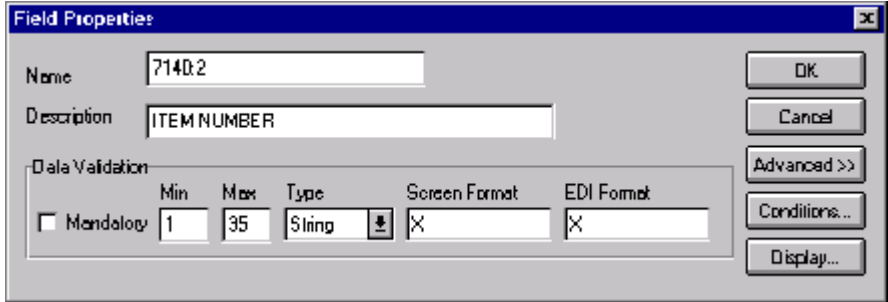 Field Properties
Name 7140:2
Description ITEM NUMBER
Data Validation
Min Max Type Screen Format EDI Format
Mandatory 1 35 String X X
OK
Cancel
Advanced >>
Conditions...
Display...